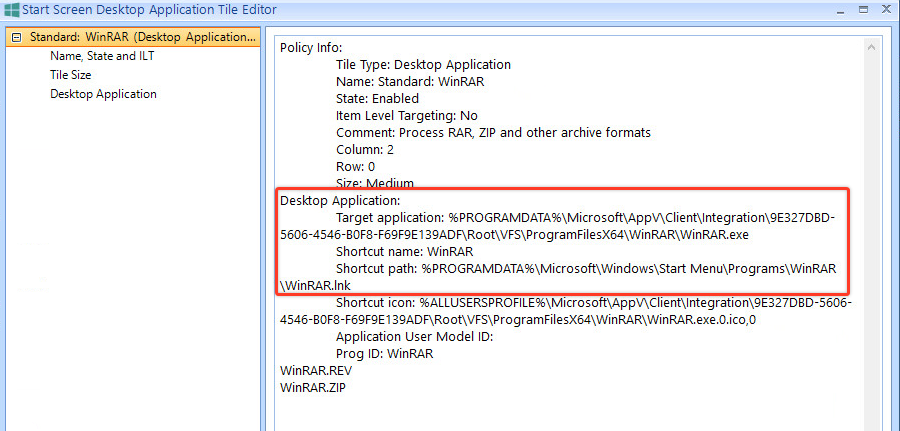 Start Screen Desktop Application Tile Editor
Standard: WinRAR (Desktop Application...
Name, State and ILT
Tile Size
Desktop Application
Policy Info:
Tile Type: Desktop Application
Name: Standard: WinRAR
State: Enabled
Item Level Targeting: No
Comment: Process RAR, ZIP and other archive formats
Column: 2
Row: 0
Size: Medium
Desktop Application:
Target application: %PROGRAMDATA%\Microsoft\AppV\Client\Integration\9E327DBD-
5606-4546-B0F8-F69F9E139ADF\Root\VFS\ProgramFilesX64\WinRAR\WinRAR.exe
Shortcut name: WinRAR
Shortcut path: %PROGRAMDATA%\Microsoft\Windows\Start Menu\Programs\WinRAR
\WinRAR.lnk
Shortcut icon: %ALLUSERSPROFILE%\Microsoft\AppV\Client\Integration\9E327DBD-5606-
4546-B0F8-F69F9E139ADF\Root\VFS\ProgramFilesX64\WinRAR\WinRAR.exe.0.ico,0
Application User Model ID:
Prog ID: WinRAR
WinRAR.REV
WinRAR.ZIP